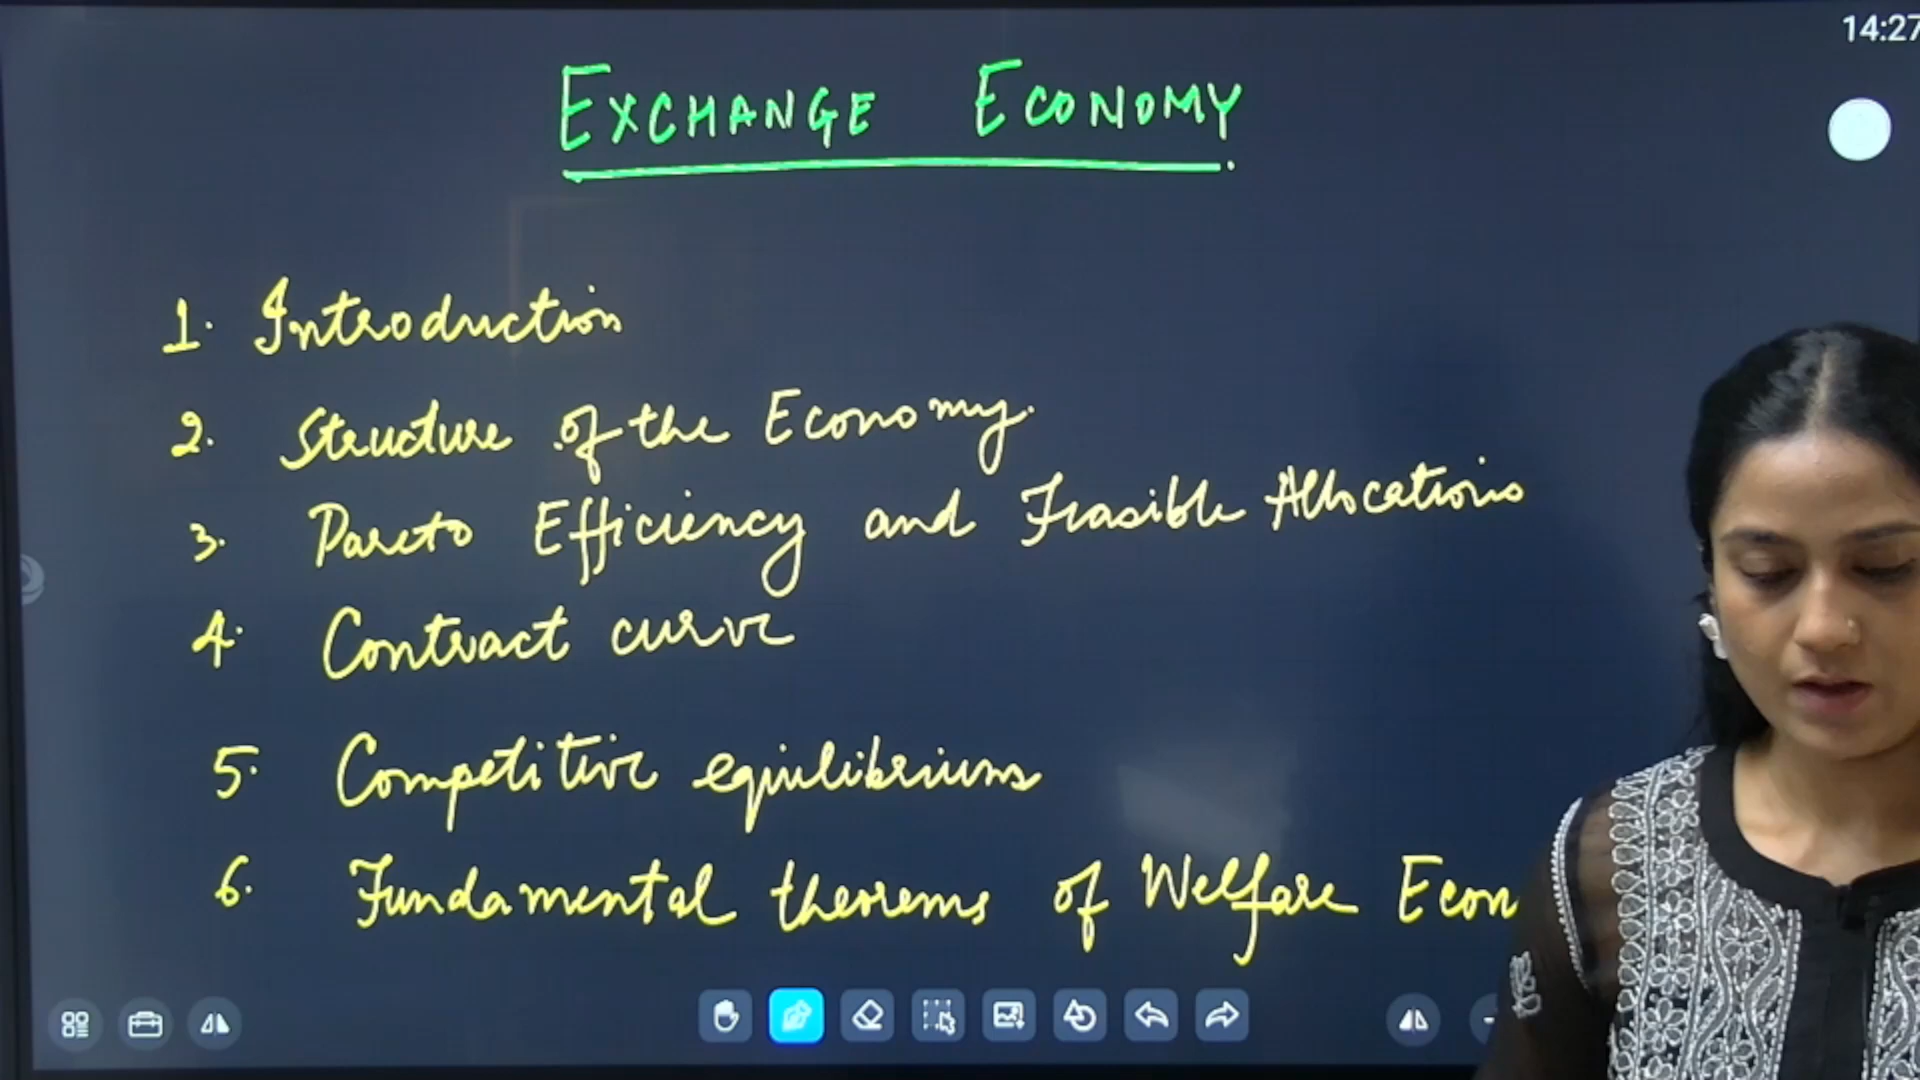 14:27
EXCHANGE ECONOMY.
1. Introduction
2. Structure of the Economy.
3. Pareto Efficiency and Feasible Allocations
4. Contract curve
5. Competitive equilibriums
6. Fundamental theorems of Welfare Econ